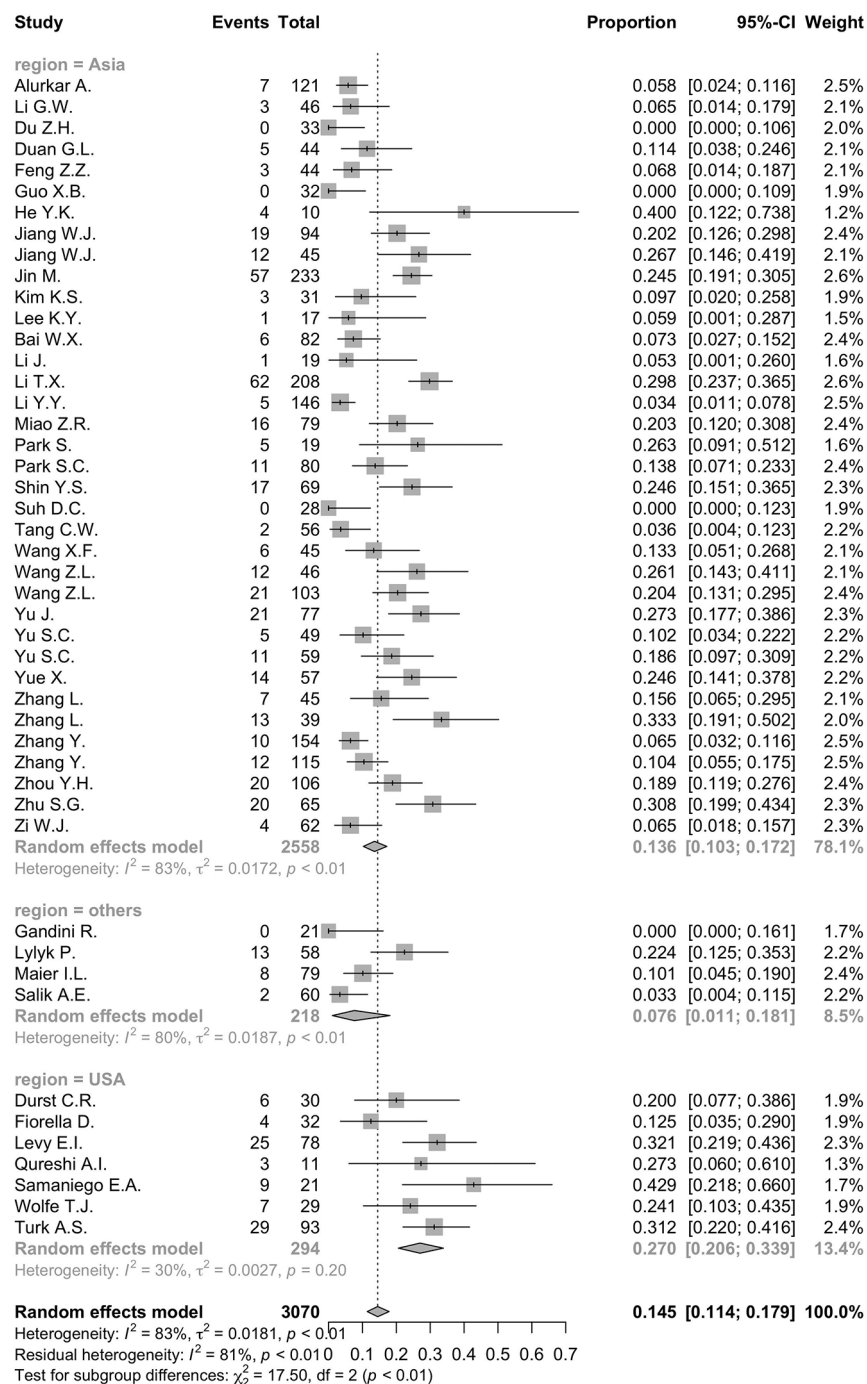 Study Events Total Proportion 95%-CI Weight
region = Asia
Alurkar A. 7 121 0.058 [0.024; 0.116] 2.5%
Li G.W. 3 46 0.065 [0.014; 0.179] 2.1%
Du Z.H. 0 33 0.000 [0.000; 0.106] 2.0%
Duan G.L. 5 44 0.114 [0.038; 0.246] 2.1%
Feng Z.Z. 3 44 0.068 [0.014; 0.187] 2.1%
Guo X.B. 0 32 0.000 [0.000; 0.109] 1.9%
He Y.K. 4 10 0.400 [0.122; 0.738] 1.2%
Jiang W.J. 19 94 0.202 [0.126; 0.298] 2.4%
Jiang W.J. 12 45 0.267 [0.146; 0.419] 2.1%
Jin M. 57 233 0.245 [0.191; 0.305] 2.6%
Kim K.S. 3 31 0.097 [0.020; 0.258] 1.9%
Lee K.Y. 1 17 0.059 [0.001; 0.287] 1.5%
Bai W.X. 6 82 0.073 [0.027; 0.152] 2.4%
Li J. 1 19 0.053 [0.001; 0.260] 1.6%
Li T.X. 62 208 0.298 [0.237; 0.365] 2.6%
Li Y.Y. 5 146 0.034 [0.011; 0.078] 2.5%
Miao Z.R. 16 79 0.203 [0.120; 0.308] 2.4%
Park S. 5 19 0.263 [0.091; 0.512] 1.6%
Park S.C. 11 80 0.138 [0.071; 0.233] 2.4%
Shin Y.S. 17 69 0.246 [0.151; 0.365] 2.3%
Suh D.C. 0 28 0.000 [0.000; 0.123] 1.9%
Tang C.W. 2 56 0.036 [0.004; 0.123] 2.2%
Wang X.F. 6 45 0.133 [0.051; 0.268] 2.1%
Wang Z.L. 12 46 0.261 [0.143; 0.411] 2.1%
Wang Z.L. 21 103 0.204 [0.131; 0.295] 2.4%
Yu J. 21 77 0.273 [0.177; 0.386] 2.3%
Yu S.C. 5 49 0.102 [0.034; 0.222] 2.2%
Yu S.C. 11 59 0.186 [0.097; 0.309] 2.2%
Yue X. 14 57 0.246 [0.141; 0.378] 2.2%
Zhang L. 7 45 0.156 [0.065; 0.295] 2.1%
Zhang L. 13 39 0.333 [0.191; 0.502] 2.0%
Zhang Y. 10 154 0.065 [0.032; 0.116] 2.5%
Zhang Y. 12 115 0.104 [0.055; 0.175] 2.5%
Zhou Y.H. 20 106 0.189 [0.119; 0.276] 2.4%
Zhu S.G. 20 65 0.308 [0.199; 0.434] 2.3%
Zi W.J. 4 62 0.065 [0.018; 0.157] 2.3%
Random effects model 2558 0.136 [0.103; 0.172] 78.1%
Heterogeneity: I² = 83%, τ² = 0.0172, p < 0.01
region = others
Gandini R. 0 21 0.000 [0.000; 0.161] 1.7%
Lylyk P. 13 58 0.224 [0.125; 0.353] 2.2%
Maier I.L. 8 79 0.101 [0.045; 0.190] 2.4%
Salik A.E. 2 60 0.033 [0.004; 0.115] 2.2%
Random effects model 218 0.076 [0.011; 0.181] 8.5%
Heterogeneity: I² = 80%, τ² = 0.0187, p < 0.01
region = USA
Durst C.R. 6 30 0.200 [0.077; 0.386] 1.9%
Fiorella D. 4 32 0.125 [0.035; 0.290] 1.9%
Levy E.I. 25 78 0.321 [0.219; 0.436] 2.3%
Qureshi A.I. 3 11 0.273 [0.060; 0.610] 1.3%
Samaniego E.A. 9 21 0.429 [0.218; 0.660] 1.7%
Wolfe T.J. 7 29 0.241 [0.103; 0.435] 1.9%
Turk A.S. 29 93 0.312 [0.220; 0.416] 2.4%
Random effects model 294 0.270 [0.206; 0.339] 13.4%
Heterogeneity: I² = 30%, τ² = 0.0027, p = 0.20
Random effects model 3070 0.145 [0.114; 0.179] 100.0%
Heterogeneity: I² = 83%, τ² = 0.0181, p < 0.01
Residual heterogeneity: I² = 81%, p < 0.01 0 0.1 0.2 0.3 0.4 0.5 0.6 0.7
Test for subgroup differences: χ²₂ = 17.50, df = 2 (p < 0.01)